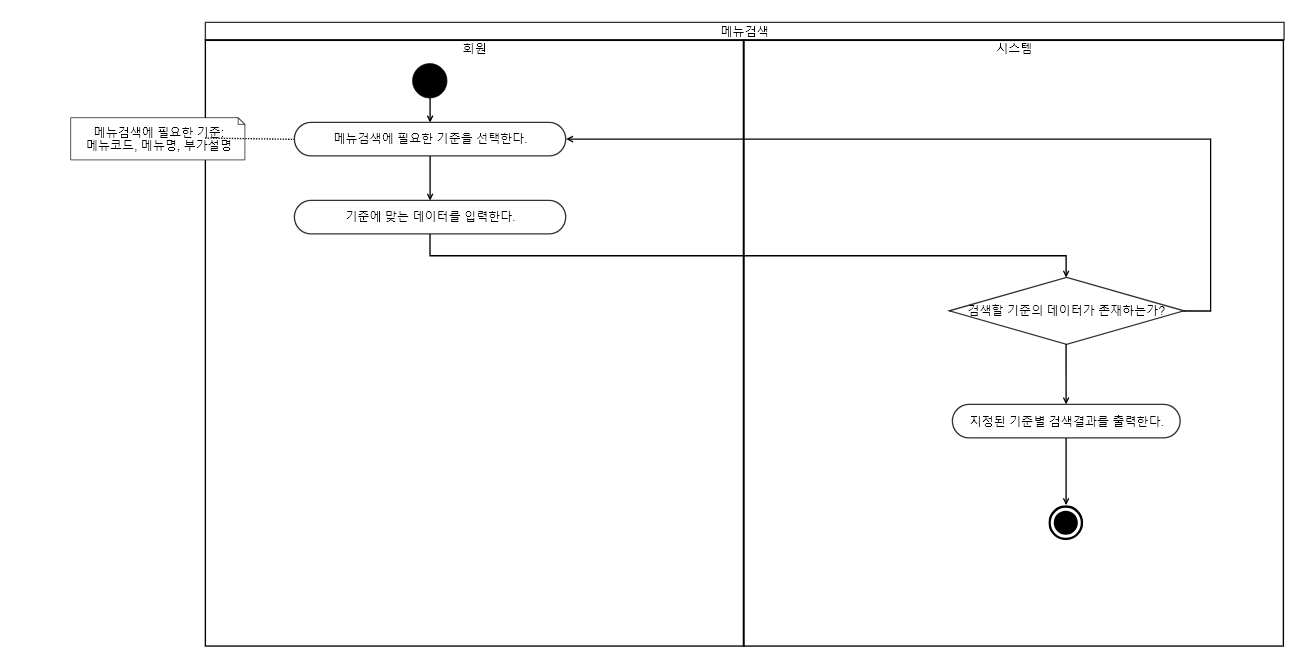 메뉴검색
회원
시스템
메뉴검색에 필요한 기준:
메뉴코드, 메뉴명, 부가설명
메뉴검색에 필요한 기준을 선택한다.
기준에 맞는 데이터를 입력한다.
검색할 기준의 데이터가 존재하는가?
지정된 기준별 검색결과를 출력한다.